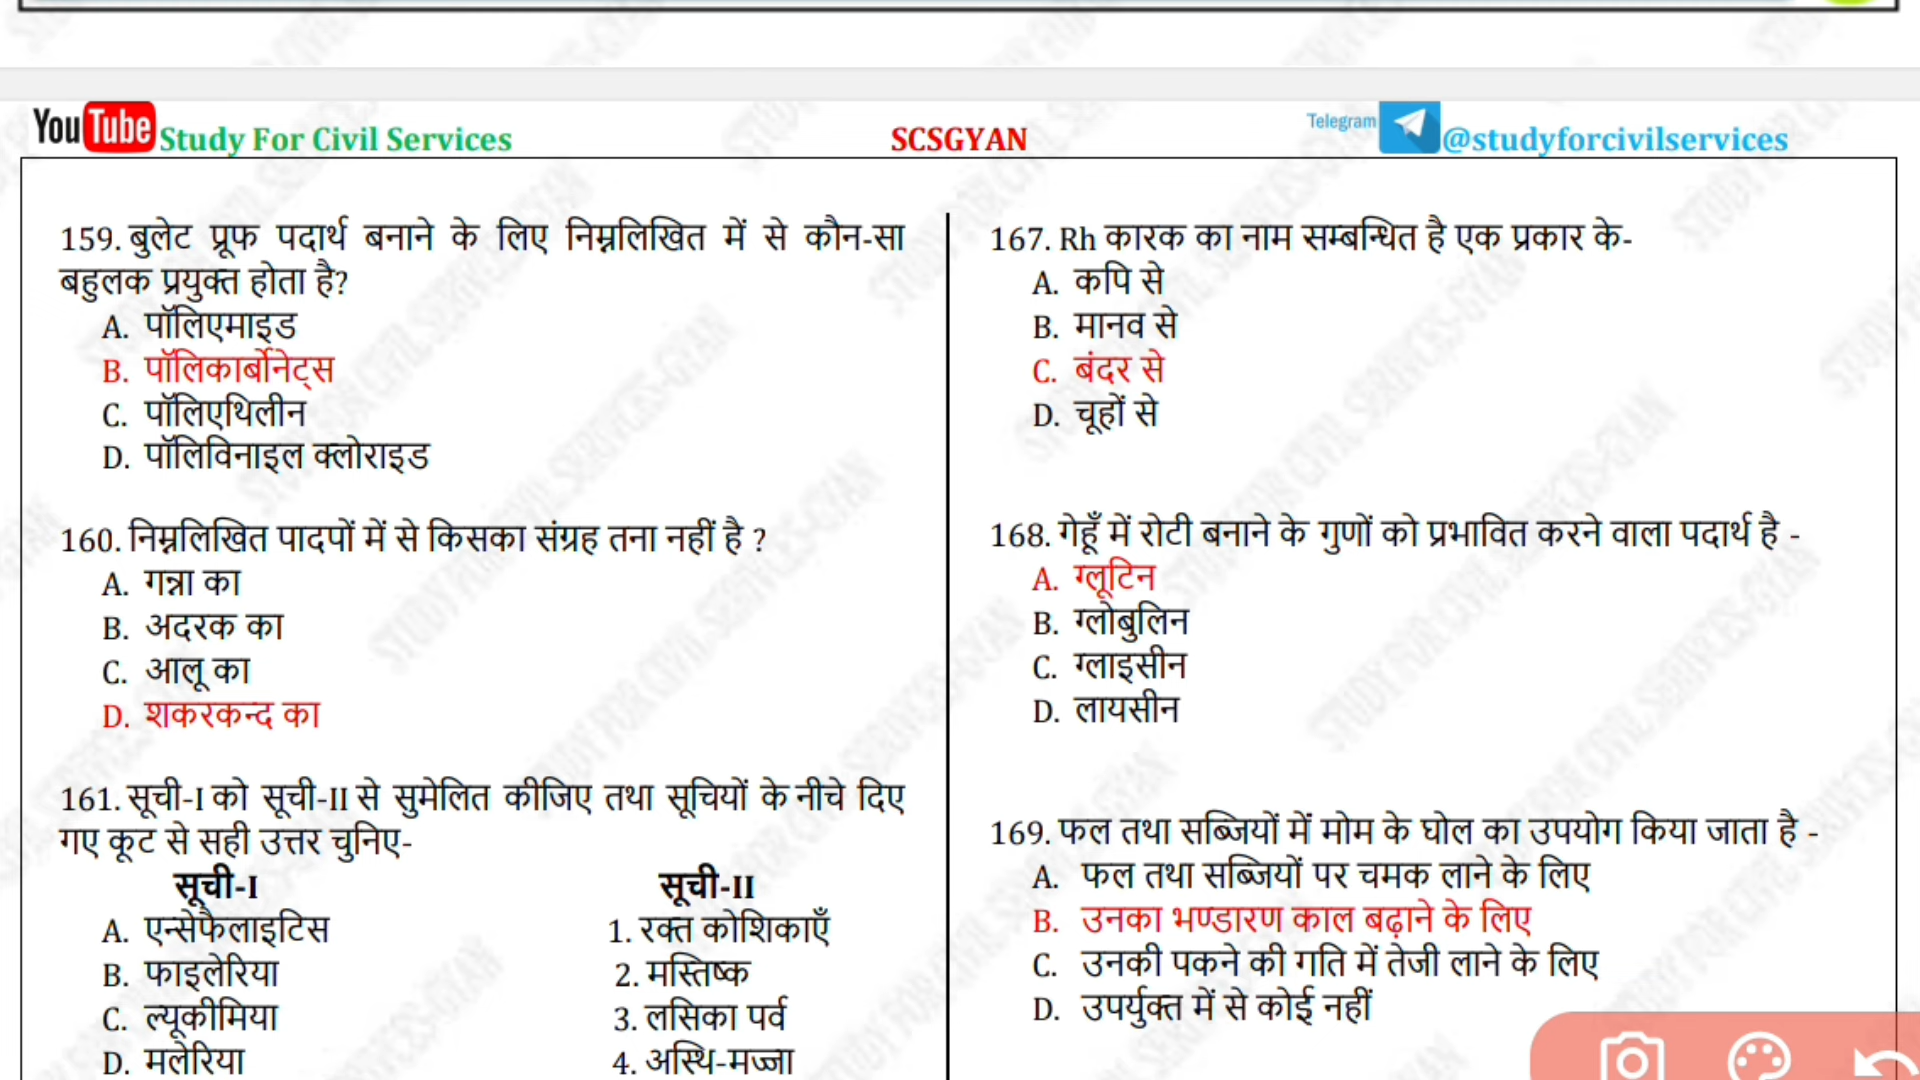 YouTube Study For Civil Services
SCSGYAN
Telegram @studyforcivilservices
159. बुलेट प्रूफ पदार्थ बनाने के लिए निम्नलिखित में से कौन-सा
बहुलक प्रयुक्त होता है?
A. पॉलिएमाइड
B. पॉलिकार्बोनेट्स
C. पॉलिएथिलीन
D. पॉलिविनाइल क्लोराइड
160. निम्नलिखित पादपों में से किसका संग्रह तना नहीं है ?
A. गन्ना का
B. अदरक का
C. आलू का
D. शकरकन्द का
161. सूची-I को सूची-II से सुमेलित कीजिए तथा सूचियों के नीचे दिए
गए कूट से सही उत्तर चुनिए-
सूची-I सूची-II
A. एन्सेफैलाइटिस 1. रक्त कोशिकाएँ
B. फाइलेरिया 2. मस्तिष्क
C. ल्यूकीमिया 3. लसिका पर्व
D. मलेरिया 4. अस्थि-मज्जा
167. Rh कारक का नाम सम्बन्धित है एक प्रकार के-
A. कपि से
B. मानव से
C. बंदर से
D. चूहों से
168. गेहूँ में रोटी बनाने के गुणों को प्रभावित करने वाला पदार्थ है -
A. ग्लूटिन
B. ग्लोबुलिन
C. ग्लाइसीन
D. लायसीन
169. फल तथा सब्जियों में मोम के घोल का उपयोग किया जाता है -
A. फल तथा सब्जियों पर चमक लाने के लिए
B. उनका भण्डारण काल बढ़ाने के लिए
C. उनकी पकने की गति में तेजी लाने के लिए
D. उपर्युक्त में से कोई नहीं